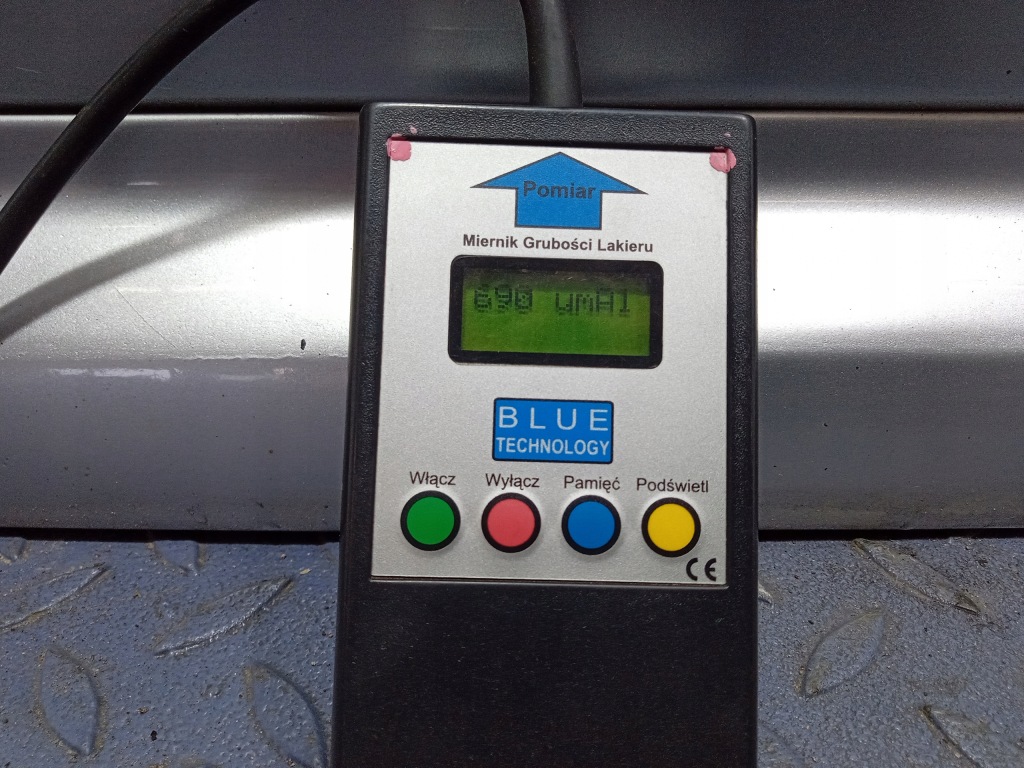 Pomiar
Miernik Grubości Lakieru
690 umAl
BLUE
TECHNOLOGY
Włącz Wyłącz Pamięć Podświetl
CE